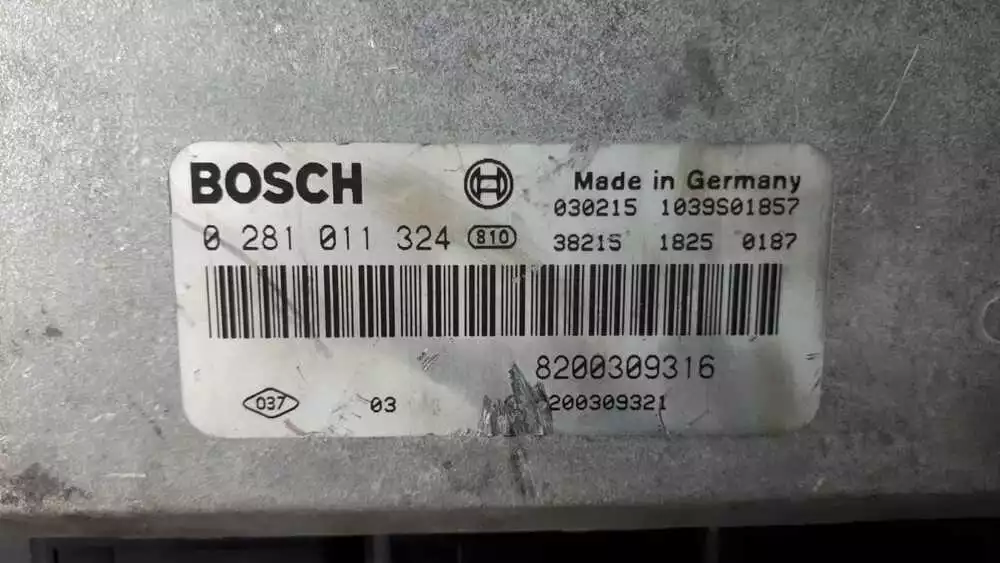 BOSCH Made in Germany
030215 1039S01857
0 281 011 324 810 38215 1825 0187
8200309316
037 03 200309321